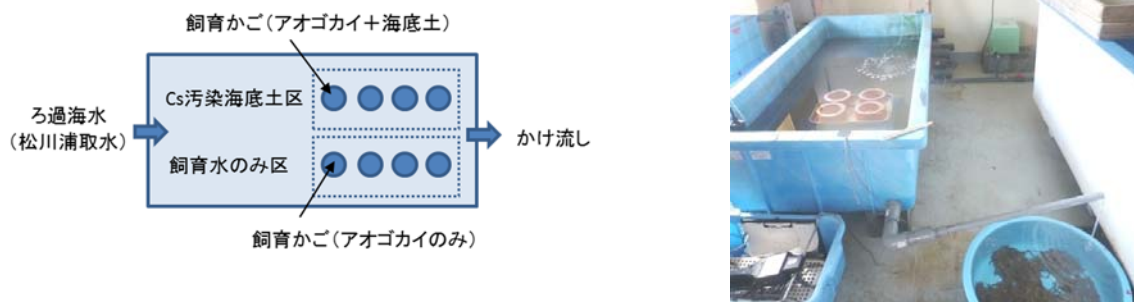 飼育かご(アオゴカイ+海底土)
Cs汚染海底土区
ろ過海水
(松川浦取水)
かけ流し
飼育水のみ区
飼育かご(アオゴカイのみ)